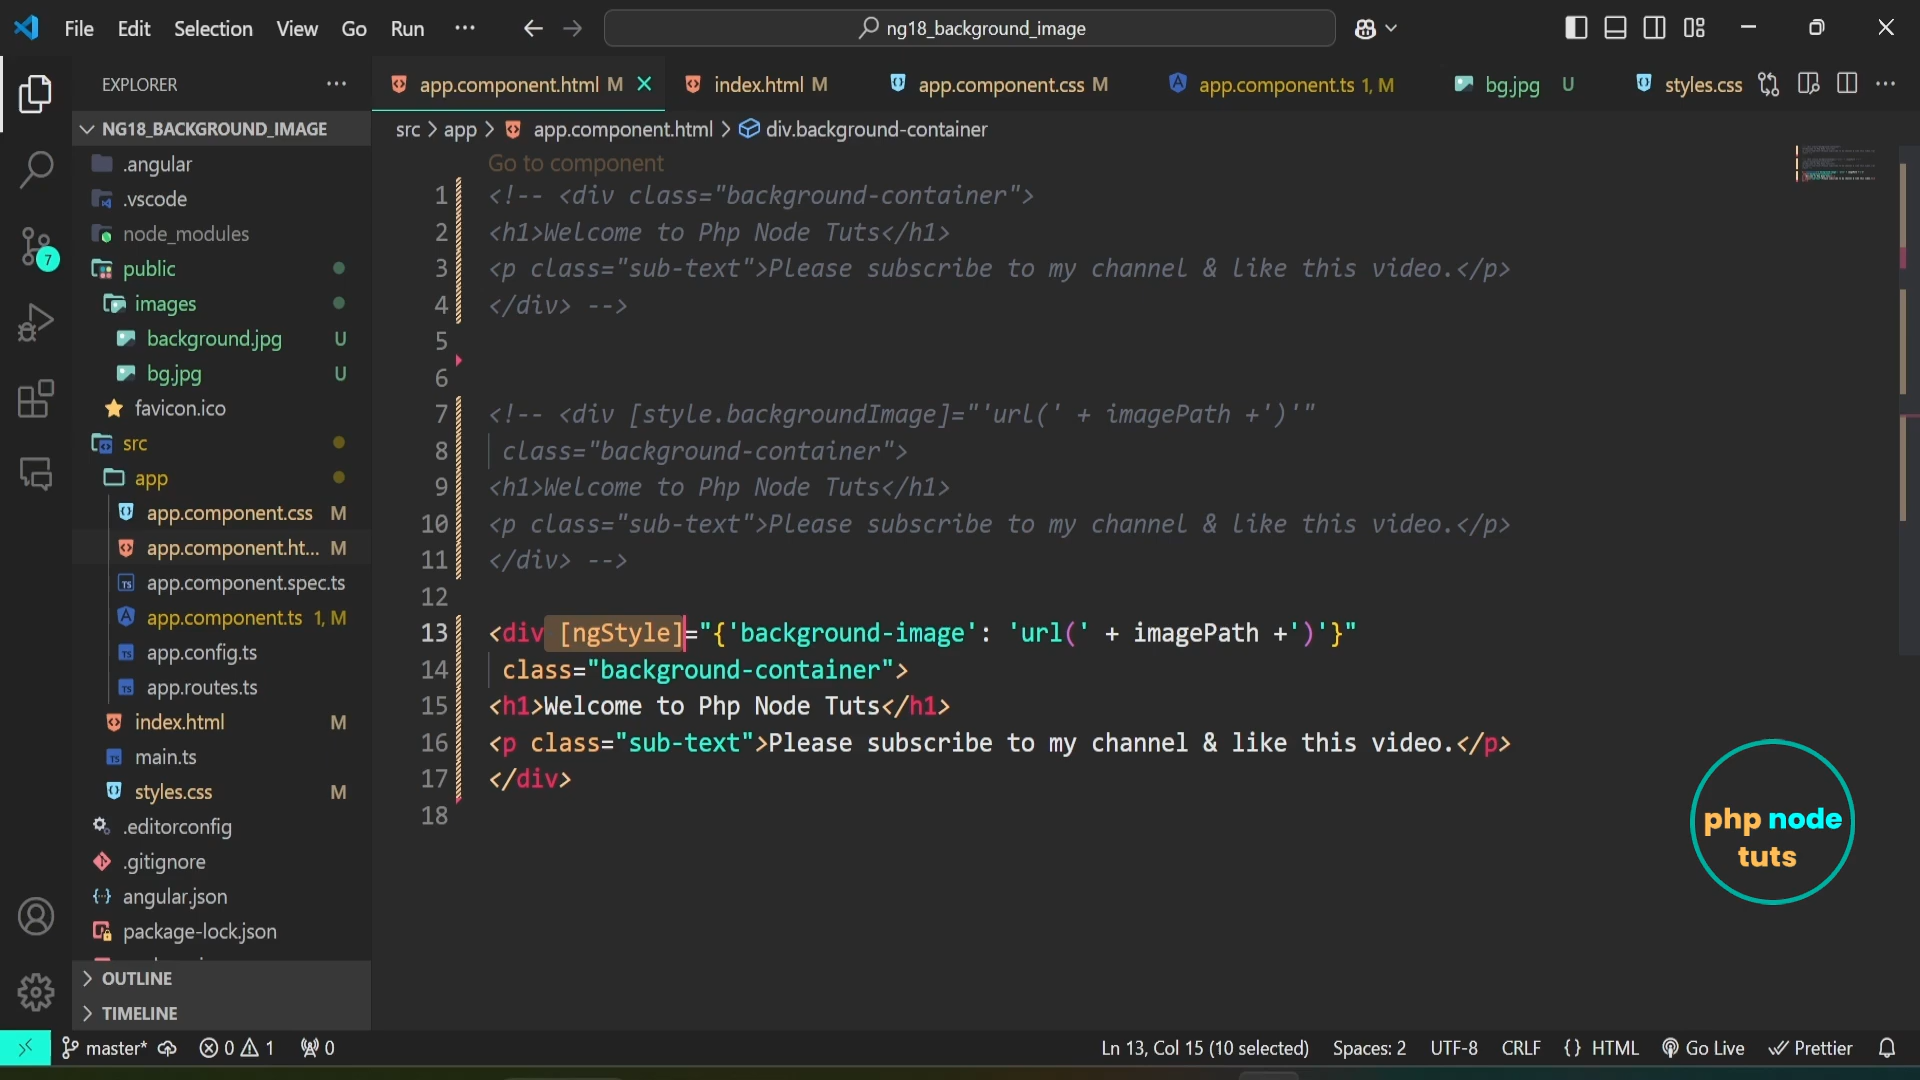 File Edit Selection View Go Run ··· ng18_background_image
EXPLORER ···
NG18_BACKGROUND_IMAGE
.angular
.vscode
node_modules
public
images
background.jpg U
bg.jpg U
favicon.ico
src
app
app.component.css M
app.component.ht... M
app.component.spec.ts
app.component.ts 1, M
app.config.ts
app.routes.ts
index.html M
main.ts
styles.css M
.editorconfig
.gitignore
angular.json
package-lock.json
OUTLINE
TIMELINE
7
app.component.html M index.html M app.component.css M app.component.ts 1, M bg.jpg U styles.css ···
src > app > app.component.html > div.background-container
Go to component
1 <!-- <div class="background-container">
2 <h1>Welcome to Php Node Tuts</h1>
3 <p class="sub-text">Please subscribe to my channel & like this video.</p>
4 </div> -->
5
6
7 <!-- <div [style.backgroundImage]="'url(' + imagePath +')'"
8 class="background-container">
9 <h1>Welcome to Php Node Tuts</h1>
10 <p class="sub-text">Please subscribe to my channel & like this video.</p>
11 </div> -->
12
13 <div [ngStyle]="{'background-image': 'url(' + imagePath +')'}"
14 class="background-container">
15 <h1>Welcome to Php Node Tuts</h1>
16 <p class="sub-text">Please subscribe to my channel & like this video.</p>
17 </div>
18
php node
tuts
master* 0 1 0 Ln 13, Col 15 (10 selected) Spaces: 2 UTF-8 CRLF {} HTML Go Live Prettier